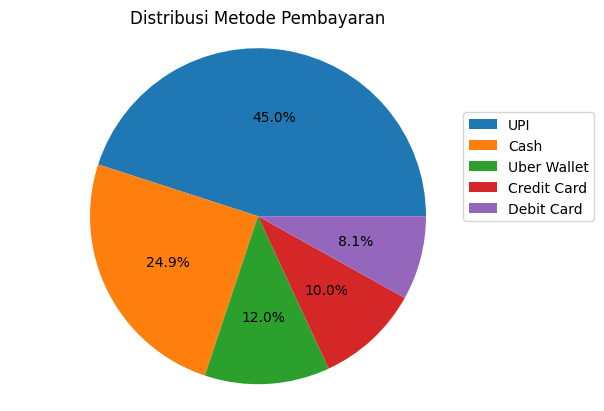 Distribusi Metode Pembayaran
45.0%
UPI
Cash
Uber Wallet
Credit Card
Debit Card
8.1%
24.9%
10.0%
12.0%